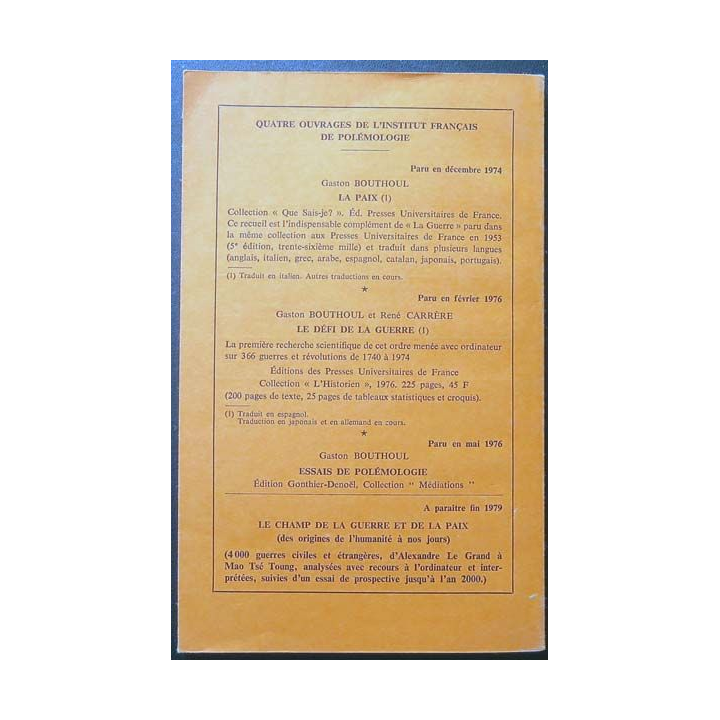 QUATRE OUVRAGES DE L'INSTITUT FRANÇAIS
DE POLÉMOLOGIE
Paru en décembre 1974
Gaston BOUTHOUL
LA PAIX (1)
Collection « Que Sais-je? ». Éd. Presses Universitaires de France.
Ce recueil est l'indispensable complément de « La Guerre » paru dans
la même collection aux Presses Universitaires de France en 1953
(5e édition, trente-sixième mille) et traduit dans plusieurs langues
(anglais, italien, grec, arabe, espagnol, catalan, japonais, portugais).
(1) Traduit en italien. Autres traductions en cours.
*
Paru en février 1976
Gaston BOUTHOUL et René CARRÈRE
LE DÉFI DE LA GUERRE (1)
La première recherche scientifique de cet ordre menée avec ordinateur
sur 366 guerres et révolutions de 1740 à 1974
Éditions des Presses Universitaires de France
Collection « L'Historien », 1976. 225 pages, 45 F
(200 pages de texte, 25 pages de tableaux statistiques et croquis).
(1) Traduit en espagnol.
Traduction en japonais et en allemand en cours.
*
Paru en mai 1976
Gaston BOUTHOUL
ESSAIS DE POLÉMOLOGIE
Édition Gonthier-Denoël, Collection " Médiations "
A paraître fin 1979
LE CHAMP DE LA GUERRE ET DE LA PAIX
(des origines de l'humanité à nos jours)
(4 000 guerres civiles et étrangères, d'Alexandre Le Grand à
Mao Tsé Toung, analysées avec recours à l'ordinateur et inter-
prétées, suivies d'un essai de prospective jusqu'à l'an 2000.)